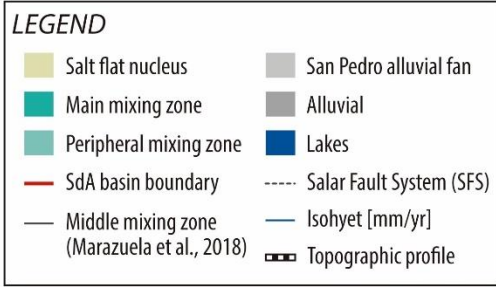 LEGEND
Salt flat nucleus
Main mixing zone
Peripheral mixing zone
SdA basin boundary
Middle mixing zone
(Marazuela et al., 2018)
San Pedro alluvial fan
Alluvial
Lakes
Salar Fault System (SFS)
Isohyet [mm/yr]
Topographic profile